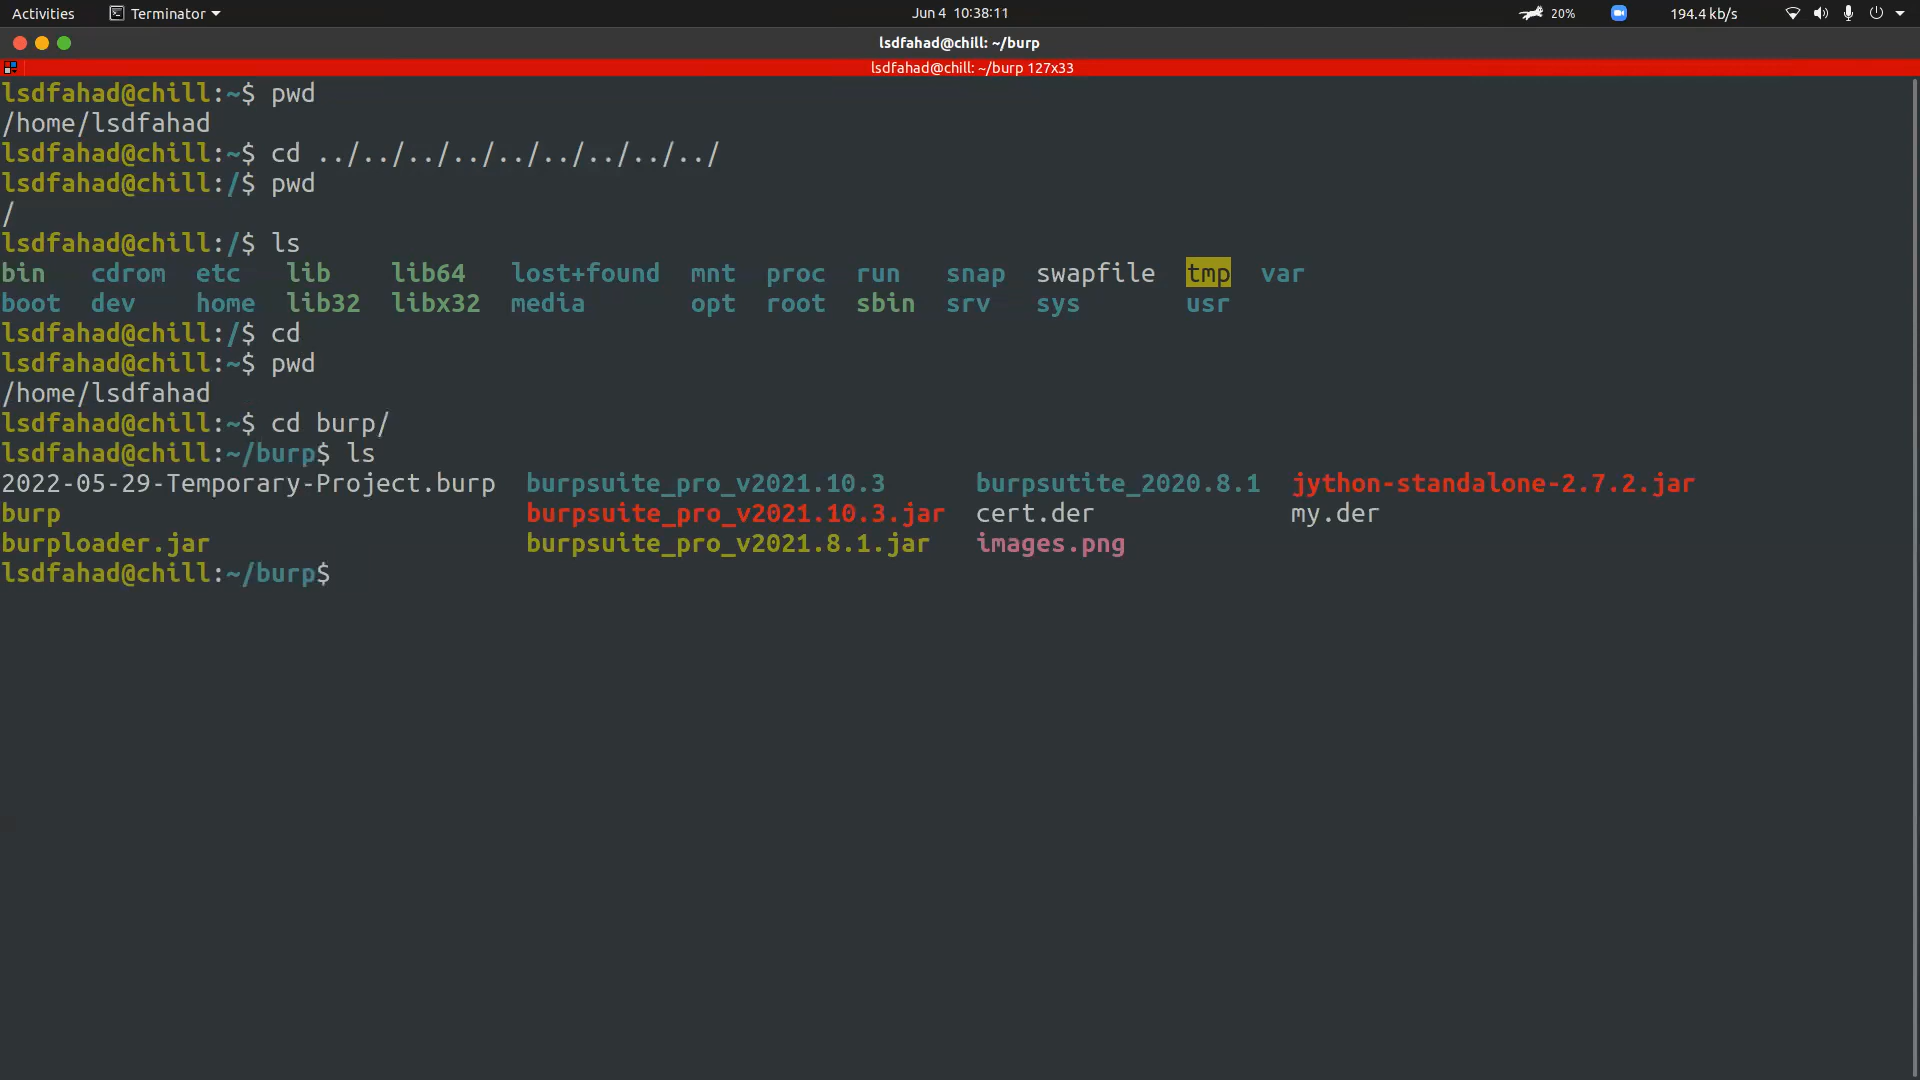 Activities Terminator Jun 4 10:38:11 20% 194.4 kb/s
lsdfahad@chill: ~/burp
lsdfahad@chill: ~/burp 127x33
lsdfahad@chill:~$ pwd
/home/lsdfahad
lsdfahad@chill:~$ cd ../../../../../../../../../
lsdfahad@chill:/$ pwd
/
lsdfahad@chill:/$ ls
bin cdrom etc lib lib64 lost+found mnt proc run snap swapfile tmp var
boot dev home lib32 libx32 media opt root sbin srv sys usr
lsdfahad@chill:/$ cd
lsdfahad@chill:~$ pwd
/home/lsdfahad
lsdfahad@chill:~$ cd burp/
lsdfahad@chill:~/burp$ ls
2022-05-29-Temporary-Project.burp burpsuite_pro_v2021.10.3 burpsutite_2020.8.1 jython-standalone-2.7.2.jar
burp burpsuite_pro_v2021.10.3.jar cert.der my.der
burploader.jar burpsuite_pro_v2021.8.1.jar images.png
lsdfahad@chill:~/burp$